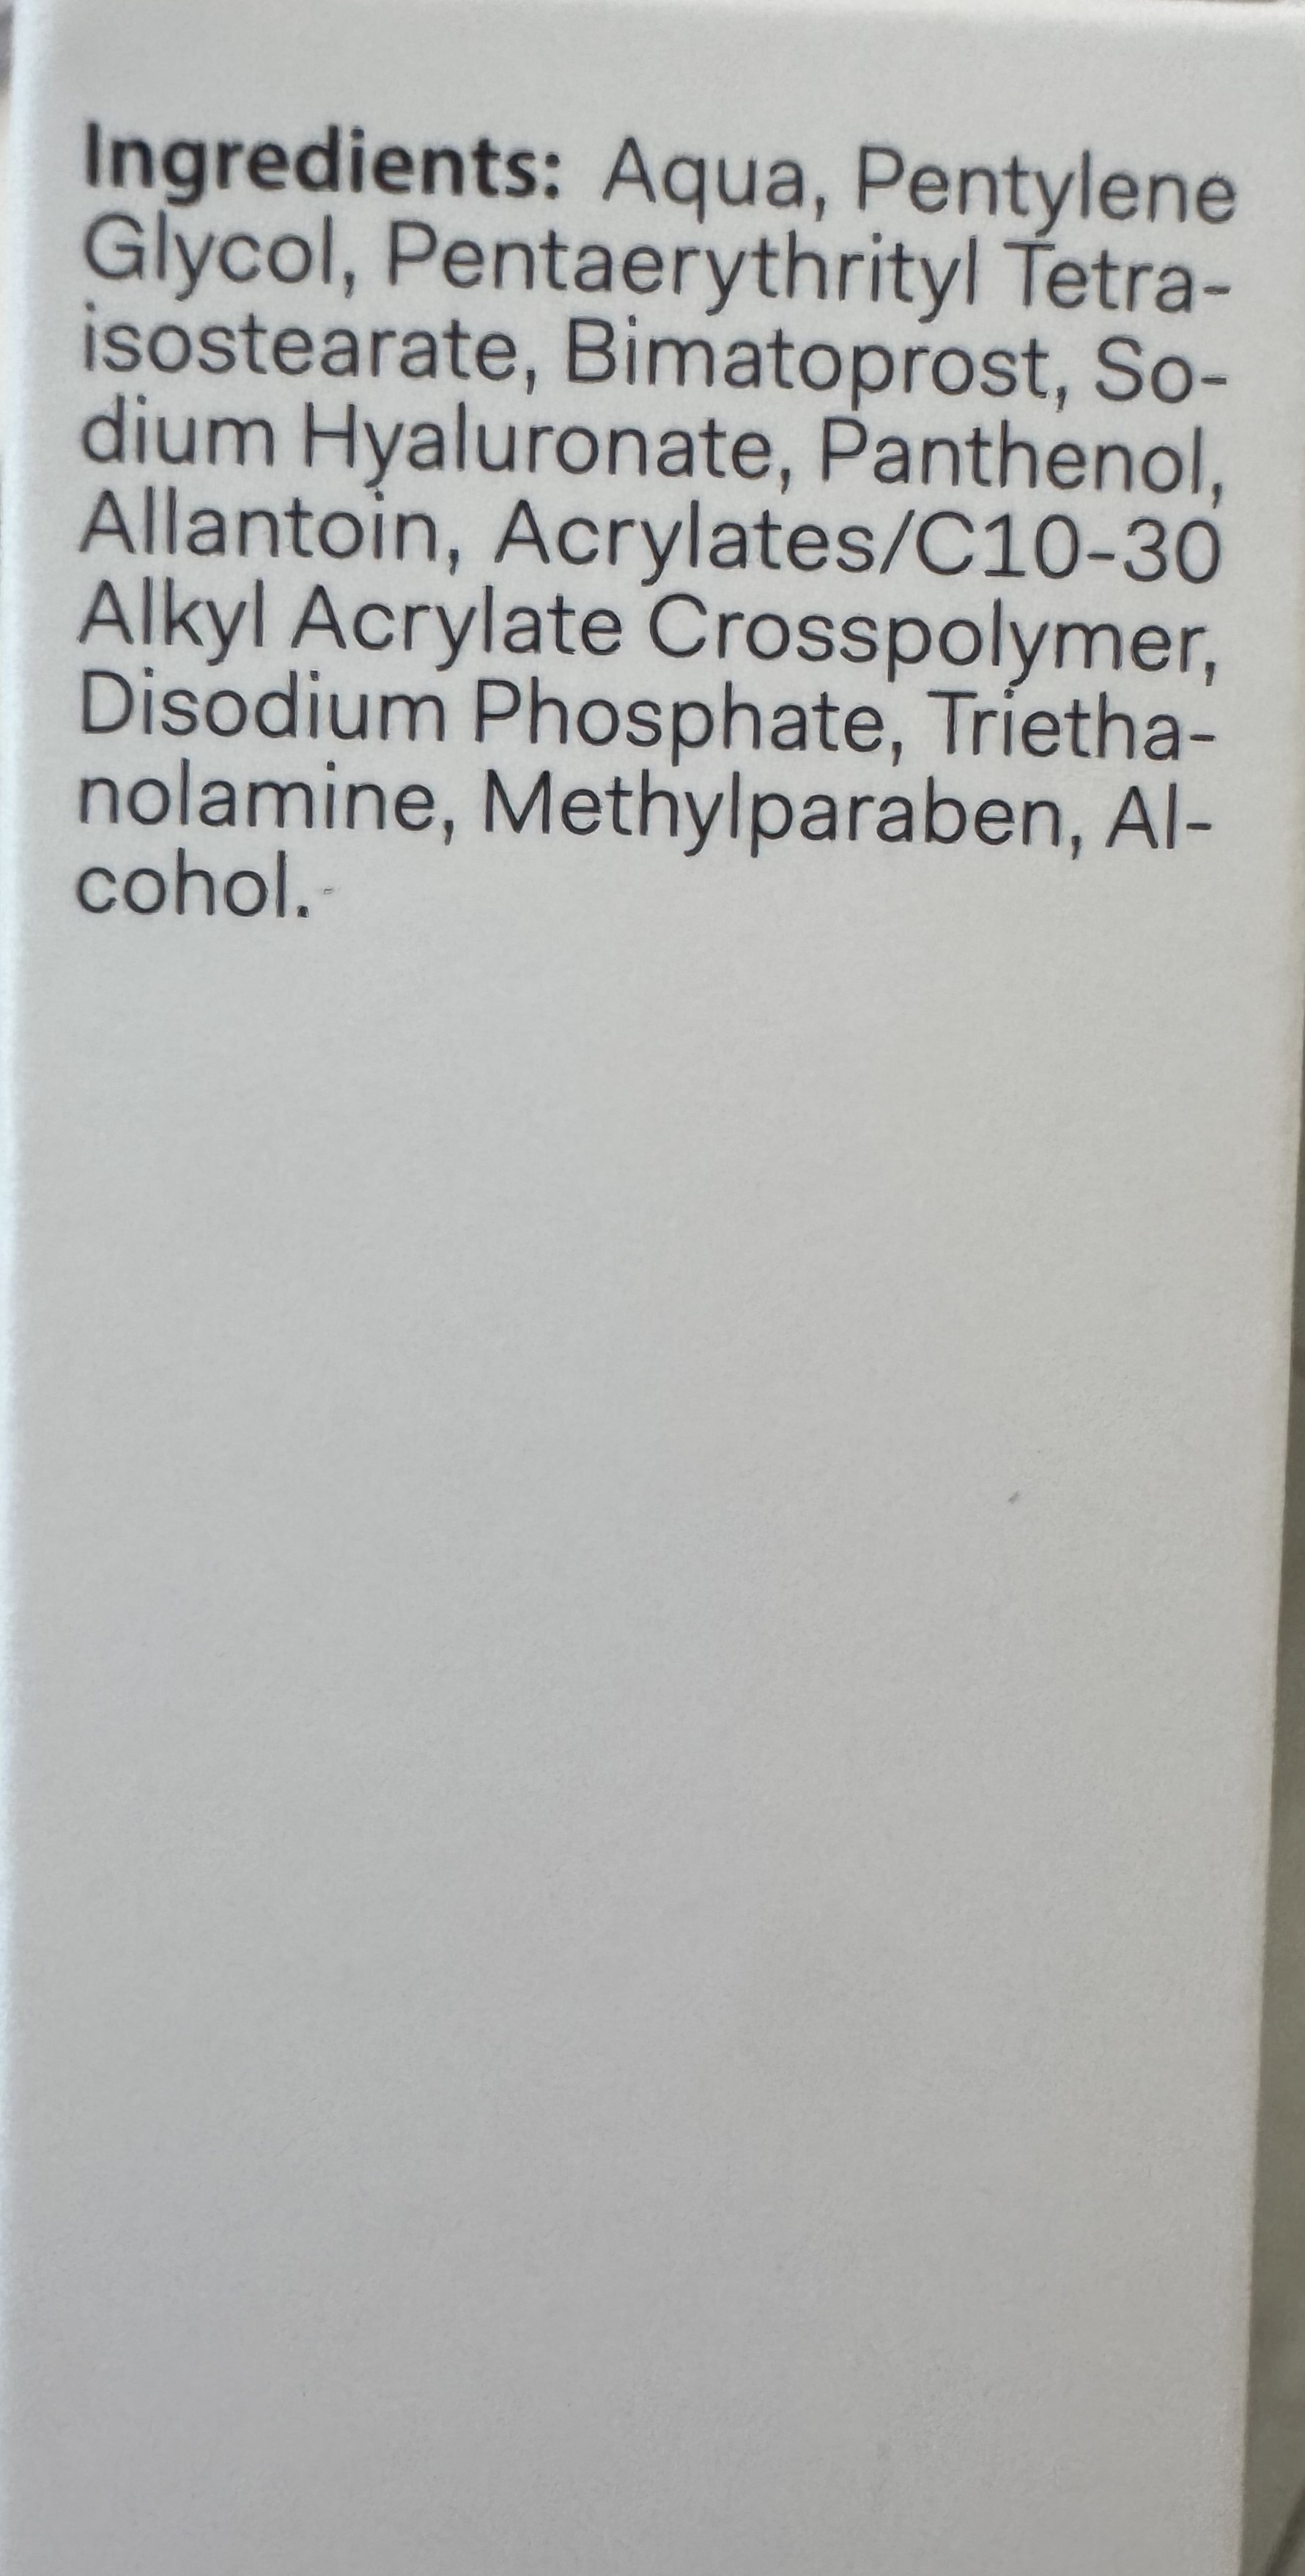 Ingredients: Aqua, Pentylene
Glycol, Pentaerythrityl Tetra-
isostearate, Bimatoprost, So-
dium Hyaluronate, Panthenol,
Allantoin, Acrylates/C10-30
Alkyl Acrylate Crosspolymer,
Disodium Phosphate, Trietha-
nolamine, Methylparaben, Al-
cohol.